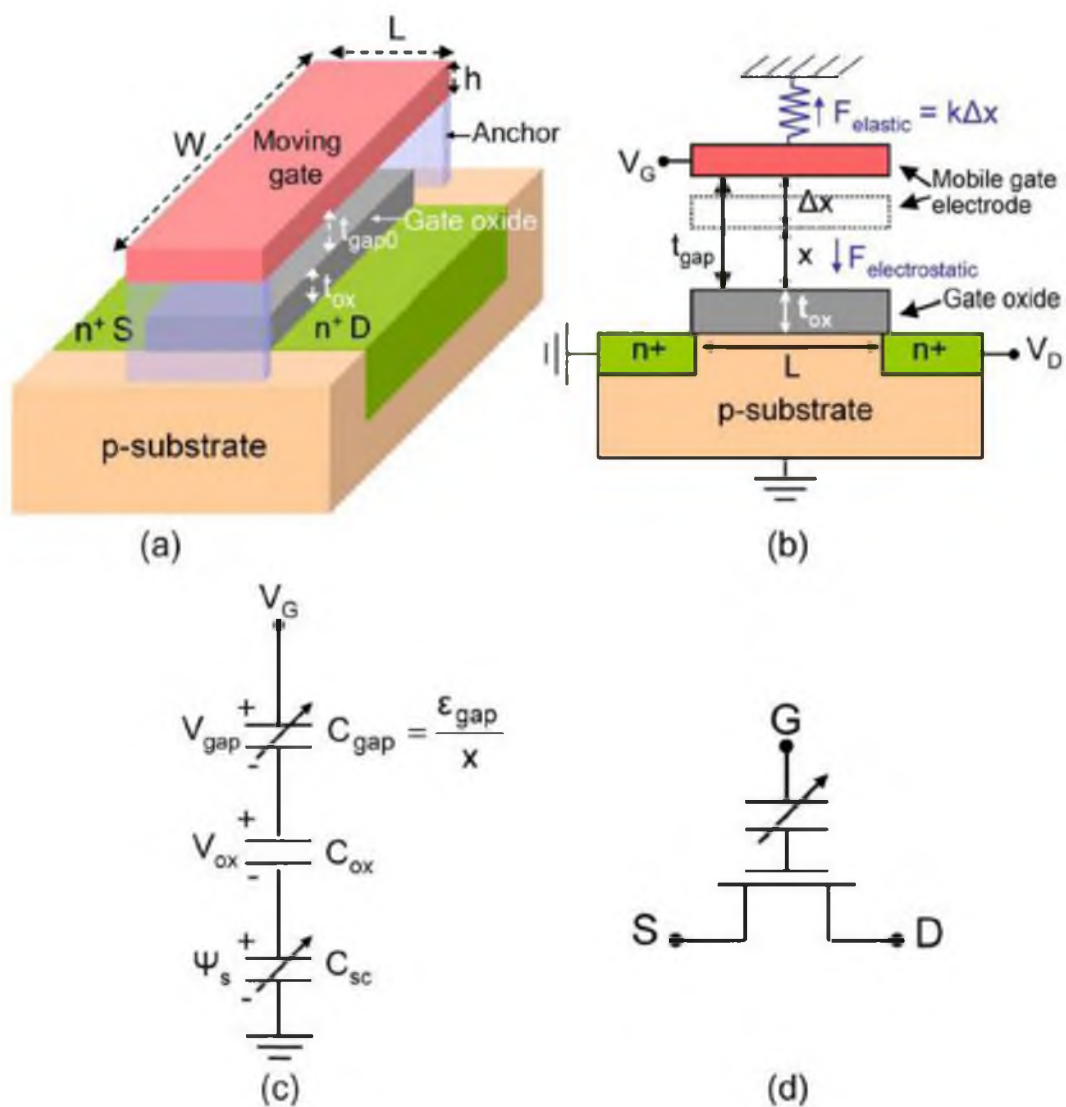 L
h
W
Moving
gate
Anchor
Gate oxide
t_gap0
t_ox
n⁺ S
n⁺ D
p-substrate
(a)
F_elastic = kΔx
V_G
Mobile gate
electrode
Δx
t_gap
x
F_electrostatic
t_ox
Gate oxide
n+
L
n+
V_D
p-substrate
(b)
V_G
+
V_gap
-
C_gap = ε_gap / x
+
V_ox
-
C_ox
+
Ψ_s
-
C_sc
(c)
G
S
D
(d)